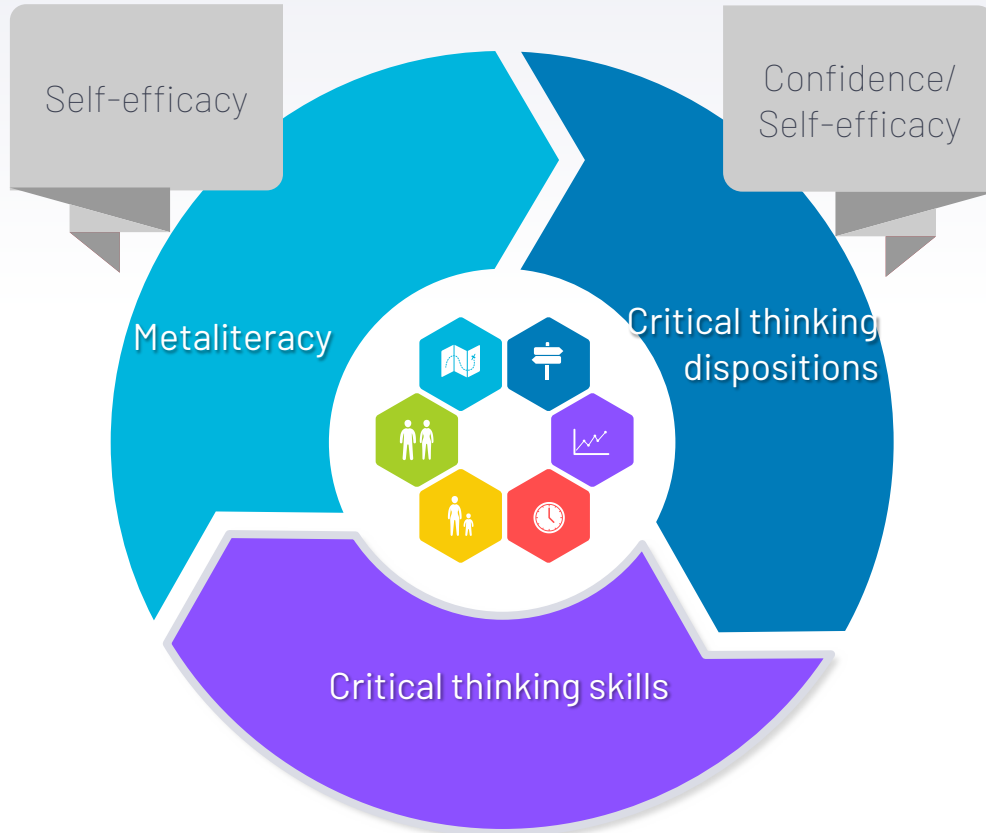 Self-efficacy
Confidence/
Self-efficacy
Metaliteracy
Critical thinking
dispositions
Critical thinking skills